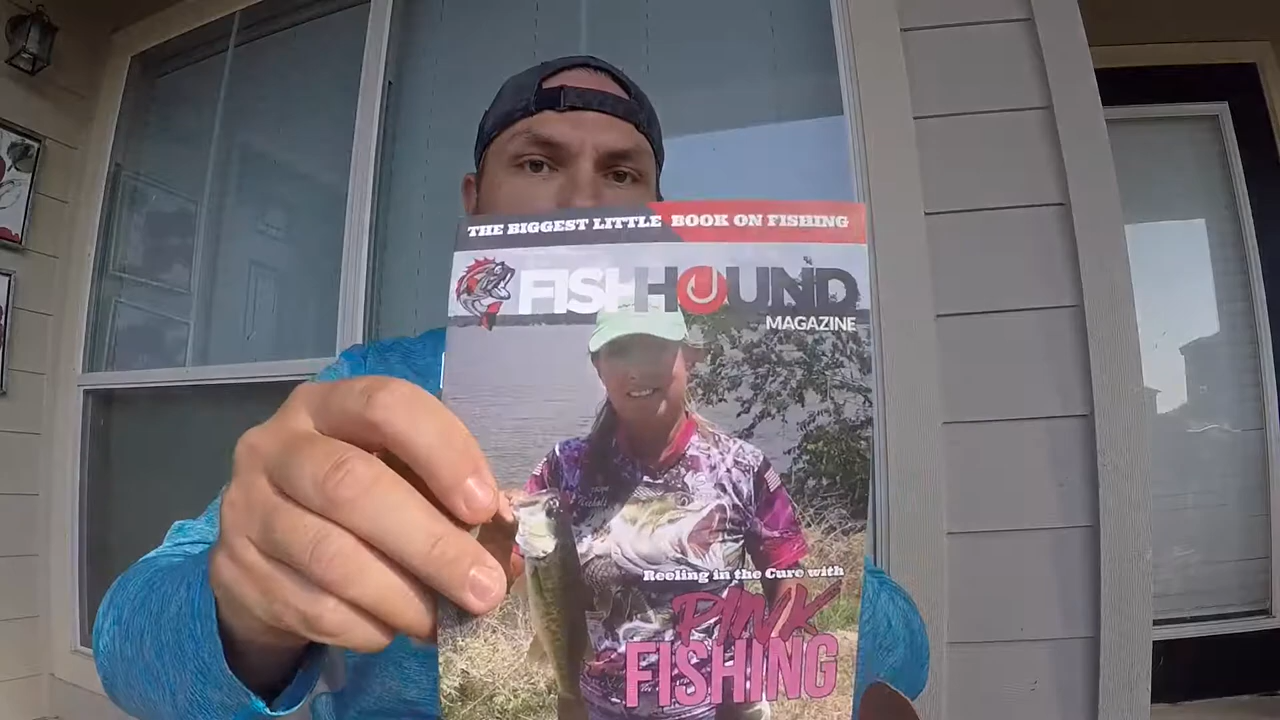 THE BIGGEST LITTLE BOOK ON FISHING
FISHHOUND
MAGAZINE
Reeling in the Cure with
PINK
FISHING